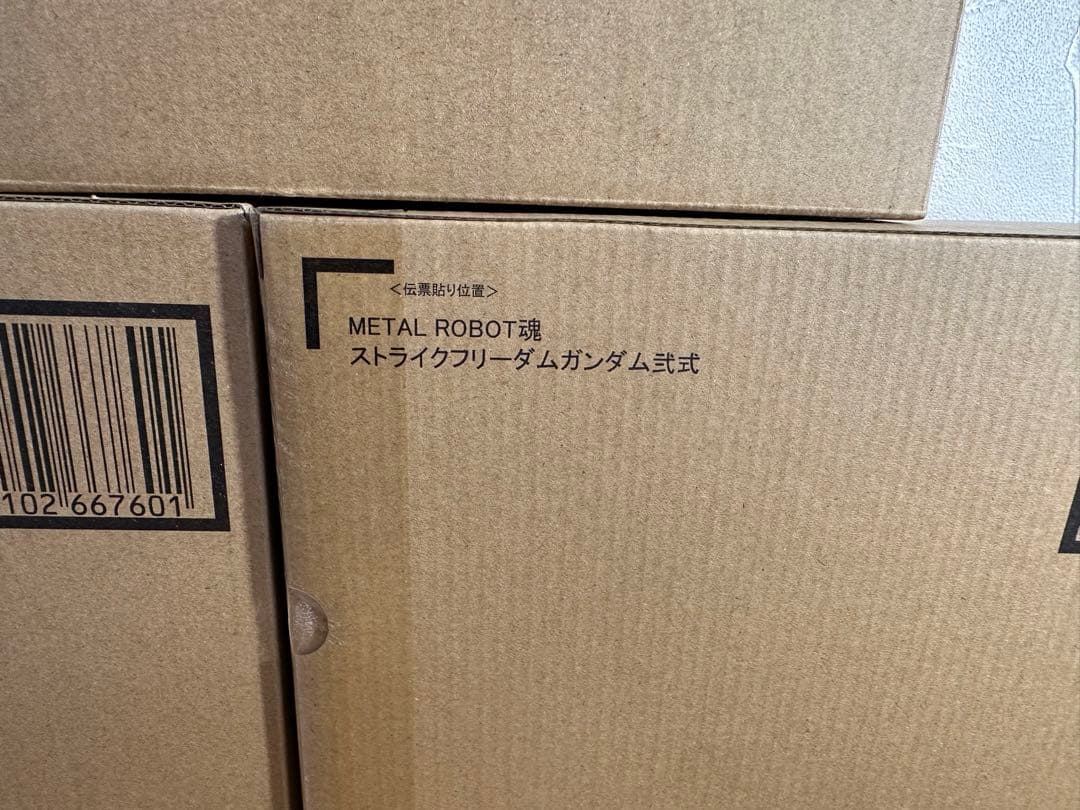 ＜伝票貼り位置＞
METAL ROBOT魂
ストライクフリーダムガンダム弐式
102 667601